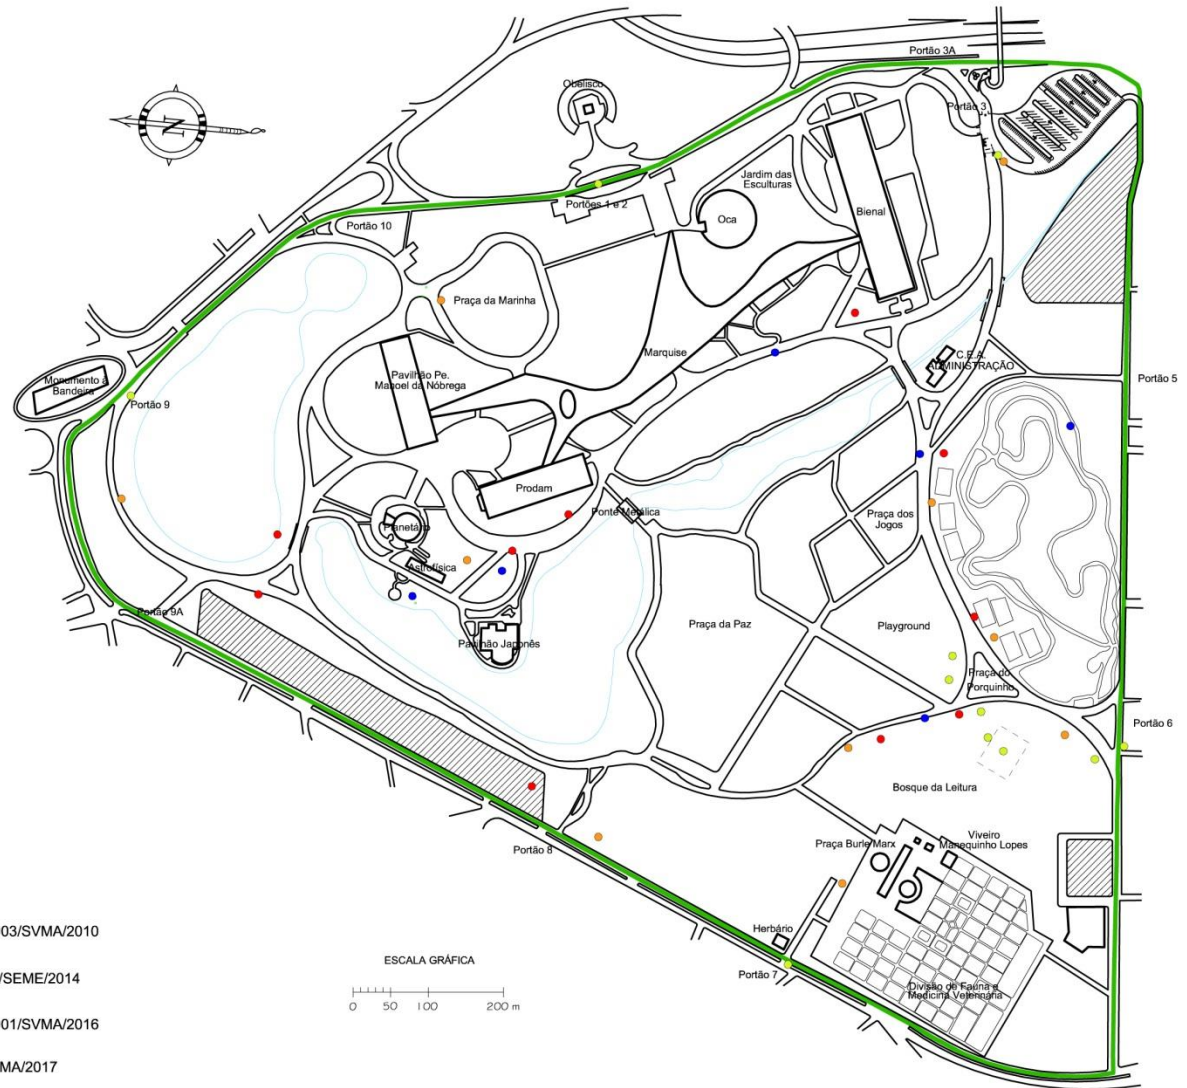 Portão 3A
Obelisco
Portão 3
N
Jardim das
Esculturas
Portões 1 e 2
Oca
Bienal
Portão 10
Praça da Marinha
Marquise
C.E.A.
ADMINISTRAÇÃO
Pavilhão Pe.
Manoel da Nóbrega
Monumento à
Bandeira
Portão 5
Portão 9
Prodam
Ponte Metálica
Praça dos
Jogos
Planetário
Astrofísica
Portão 9A
Pavilhão Japonês
Praça da Paz
Playground
Praça do
Porquinho
Portão 6
Bosque da Leitura
Portão 8
Praça Burle Marx
Viveiro
Manequinho Lopes
Herbário
Portão 7
Divisão de Fauna e
Medicina Veterinária
03/SVMA/2010
/SEME/2014
01/SVMA/2016
MA/2017
ESCALA GRÁFICA
0 50 100 200 m